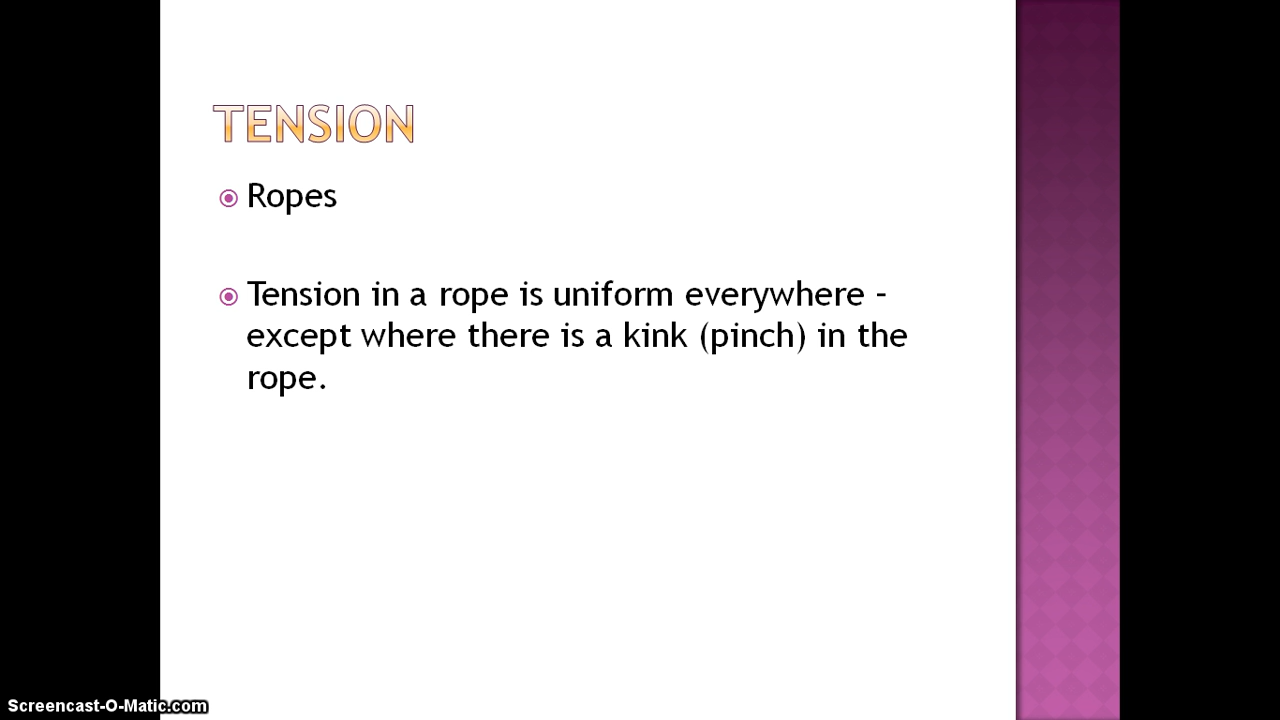 TENSION
Ropes
Tension in a rope is uniform everywhere -
except where there is a kink (pinch) in the
rope.
Screencast-O-Matic.com